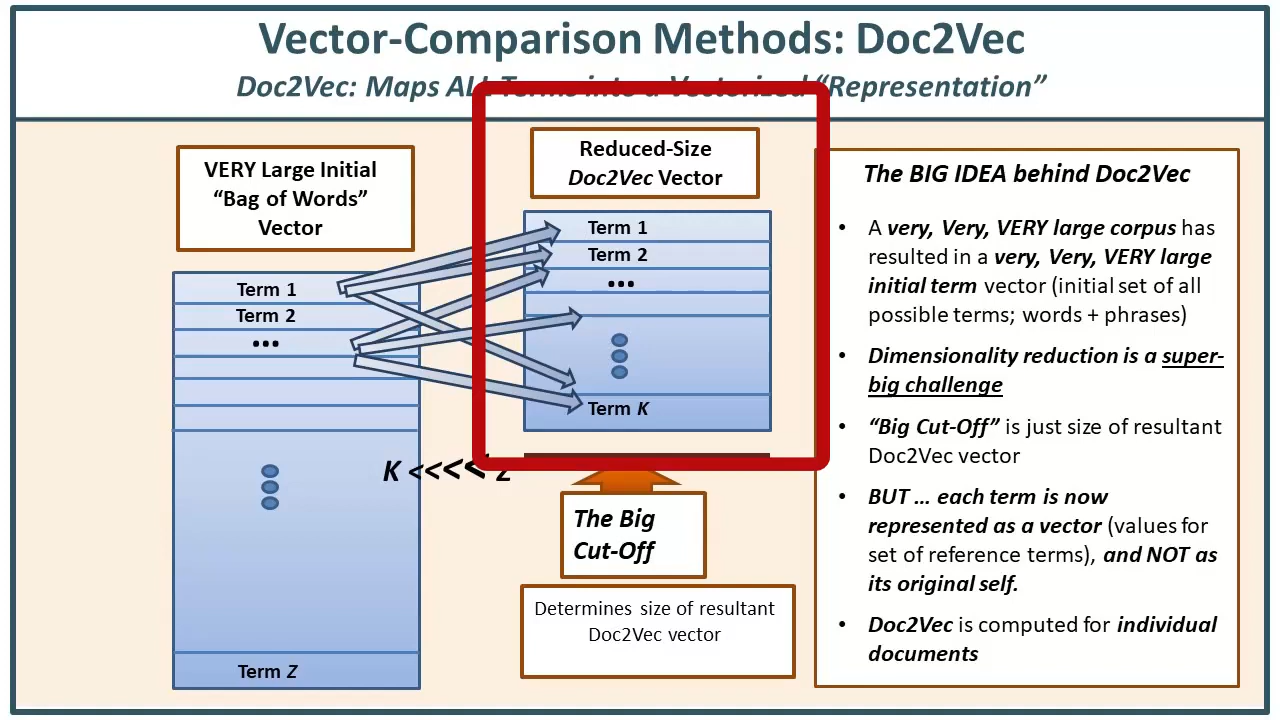 Vector-Comparison Methods: Doc2Vec
Doc2Vec: Maps ALL Terms into a Vectorized “Representation”
VERY Large Initial
“Bag of Words”
Vector
Term 1
Term 2
...
Term Z
K <<<<< Z
Reduced-Size
Doc2Vec Vector
Term 1
Term 2
...
Term K
The Big
Cut-Off
Determines size of resultant
Doc2Vec vector
The BIG IDEA behind Doc2Vec
• A very, Very, VERY large corpus has
resulted in a very, Very, VERY large
initial term vector (initial set of all
possible terms; words + phrases)
• Dimensionality reduction is a super-
big challenge
• “Big Cut-Off” is just size of resultant
Doc2Vec vector
• BUT ... each term is now
represented as a vector (values for
set of reference terms), and NOT as
its original self.
• Doc2Vec is computed for individual
documents